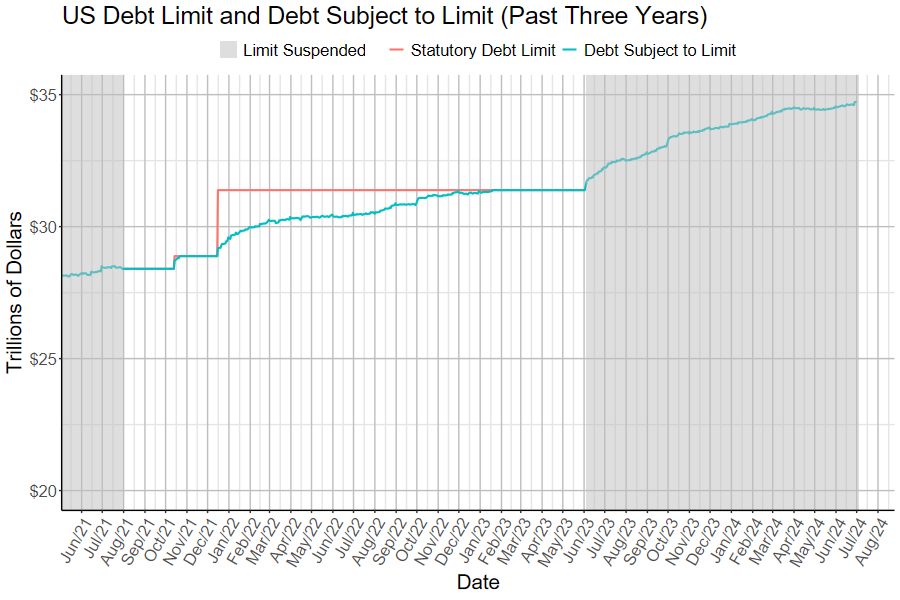 US Debt Limit and Debt Subject to Limit (Past Three Years)
Limit Suspended Statutory Debt Limit Debt Subject to Limit
$35
$30
$25
$20
Trillions of Dollars
Jun/21 Jul/21 Aug/21 Sep/21 Oct/21 Nov/21 Dec/21 Jan/22 Feb/22 Mar/22 Apr/22 May/22 Jun/22 Jul/22 Aug/22 Sep/22 Oct/22 Nov/22 Dec/22 Jan/23 Feb/23 Mar/23 Apr/23 May/23 Jun/23 Jul/23 Aug/23 Sep/23 Oct/23 Nov/23 Dec/23 Jan/24 Feb/24 Mar/24 Apr/24 May/24 Jun/24 Jul/24 Aug/24
Date